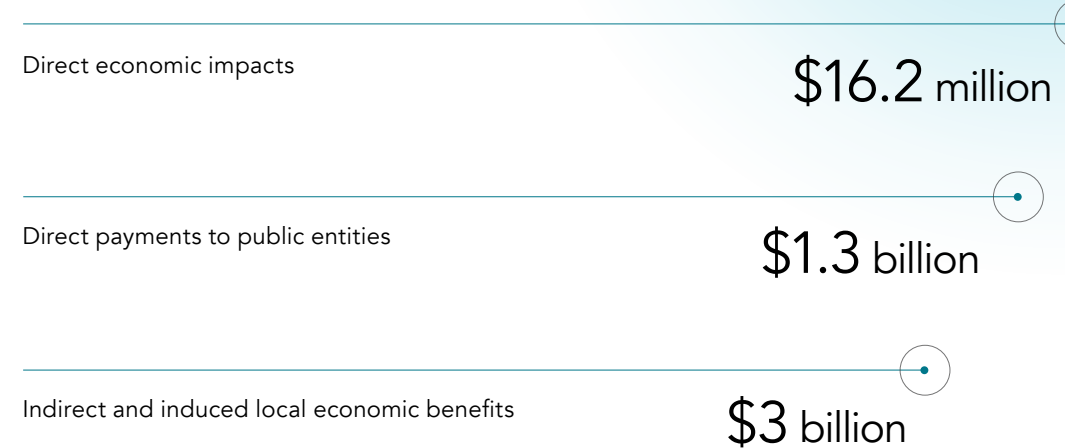 Direct economic impacts
$16.2 million
Direct payments to public entities
$1.3 billion
Indirect and induced local economic benefits
$3 billion